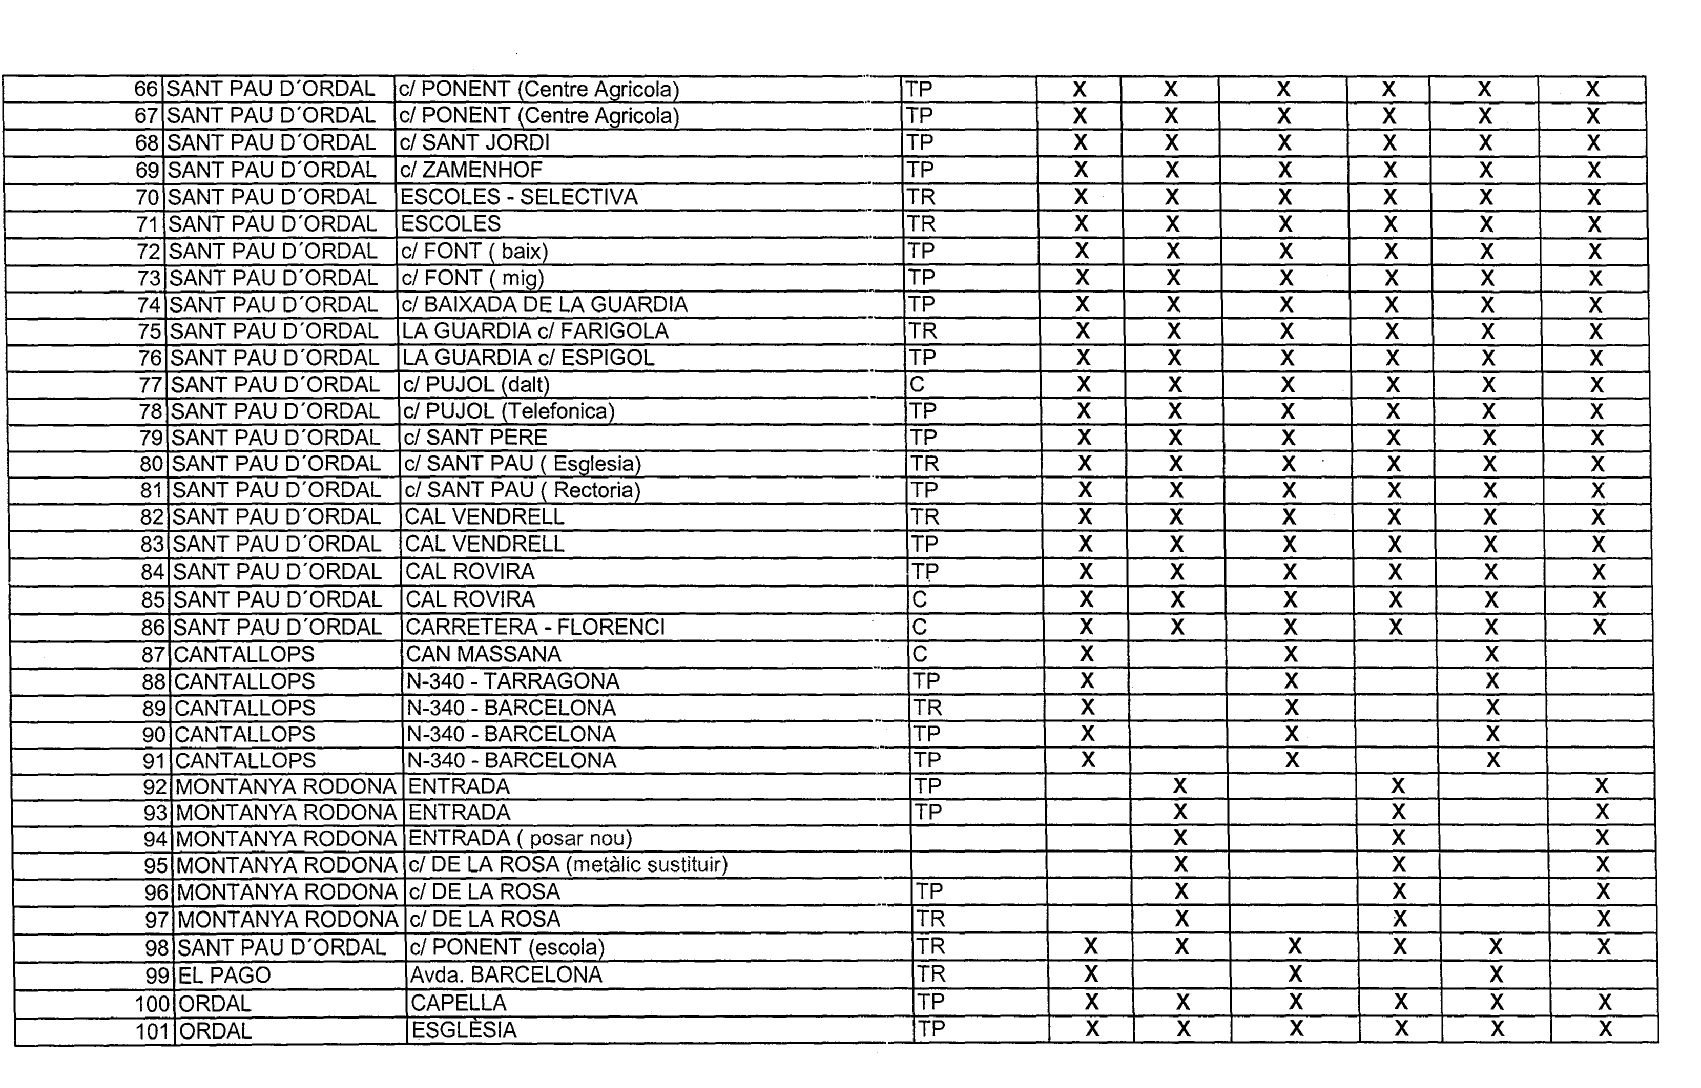 66 SANT PAU D´ORDAL c/ PONENT (Centre Agricola) TP X X X X X X
67 SANT PAU D´ORDAL c/ PONENT (Centre Agricola) TP X X X X X X
68 SANT PAU D´ORDAL c/ SANT JORDI TP X X X X X X
69 SANT PAU D´ORDAL c/ ZAMENHOF TP X X X X X X
70 SANT PAU D´ORDAL ESCOLES - SELECTIVA TR X X X X X X
71 SANT PAU D´ORDAL ESCOLES TR X X X X X X
72 SANT PAU D´ORDAL c/ FONT ( baix) TP X X X X X X
73 SANT PAU D´ORDAL c/ FONT ( mig) TP X X X X X X
74 SANT PAU D´ORDAL c/ BAIXADA DE LA GUARDIA TP X X X X X X
75 SANT PAU D´ORDAL LA GUARDIA c/ FARIGOLA TR X X X X X X
76 SANT PAU D´ORDAL LA GUARDIA c/ ESPIGOL TP X X X X X X
77 SANT PAU D´ORDAL c/ PUJOL (dalt) C X X X X X X
78 SANT PAU D´ORDAL c/ PUJOL (Telefonica) TP X X X X X X
79 SANT PAU D´ORDAL c/ SANT PERE TP X X X X X X
80 SANT PAU D´ORDAL c/ SANT PAU ( Esglesia) TR X X X X X X
81 SANT PAU D´ORDAL c/ SANT PAU ( Rectoria) TP X X X X X X
82 SANT PAU D´ORDAL CAL VENDRELL TR X X X X X X
83 SANT PAU D´ORDAL CAL VENDRELL TP X X X X X X
84 SANT PAU D´ORDAL CAL ROVIRA TP X X X X X X
85 SANT PAU D´ORDAL CAL ROVIRA C X X X X X X
86 SANT PAU D´ORDAL CARRETERA - FLORENCI C X X X X X X
87 CANTALLOPS CAN MASSANA C X X X
88 CANTALLOPS N-340 - TARRAGONA TP X X X
89 CANTALLOPS N-340 - BARCELONA TR X X X
90 CANTALLOPS N-340 - BARCELONA TP X X X
91 CANTALLOPS N-340 - BARCELONA TP X X X
92 MONTANYA RODONA ENTRADA TP X X X
93 MONTANYA RODONA ENTRADA TP X X X
94 MONTANYA RODONA ENTRADA ( posar nou) X X X
95 MONTANYA RODONA c/ DE LA ROSA (metàlic sustituir) X X X
96 MONTANYA RODONA c/ DE LA ROSA TP X X X
97 MONTANYA RODONA c/ DE LA ROSA TR X X X
98 SANT PAU D´ORDAL c/ PONENT (escola) TR X X X X X X
99 EL PAGO Avda. BARCELONA TR X X X
100 ORDAL CAPELLA TP X X X X X X
101 ORDAL ESGLÈSIA TP X X X X X X